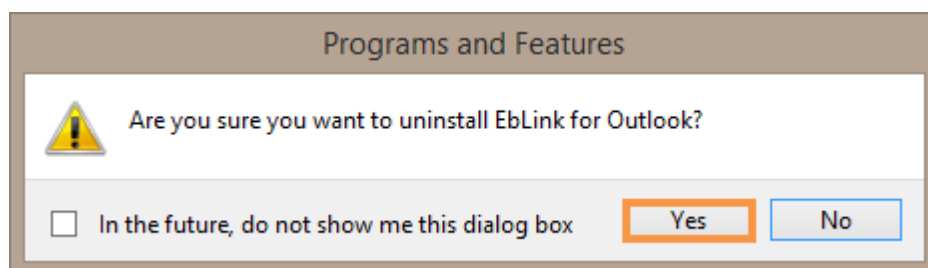 Programs and Features
Are you sure you want to uninstall EbLink for Outlook?
In the future, do not show me this dialog box
Yes
No